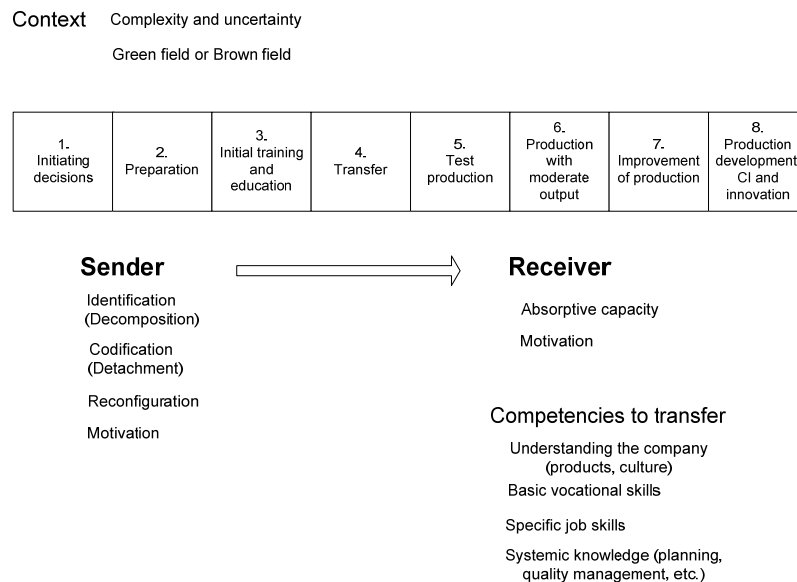 Context Complexity and uncertainty
Green field or Brown field
1.
Initiating
decisions
2.
Preparation
3.
Initial training
and
education
4.
Transfer
5.
Test
production
6.
Production
with
moderate
output
7.
Improvement
of production
8.
Production
development
CI and
innovation
Sender
Identification
(Decomposition)
Codification
(Detachment)
Reconfiguration
Motivation
Receiver
Absorptive capacity
Motivation
Competencies to transfer
Understanding the company
(products, culture)
Basic vocational skills
Specific job skills
Systemic knowledge (planning,
quality management, etc.)